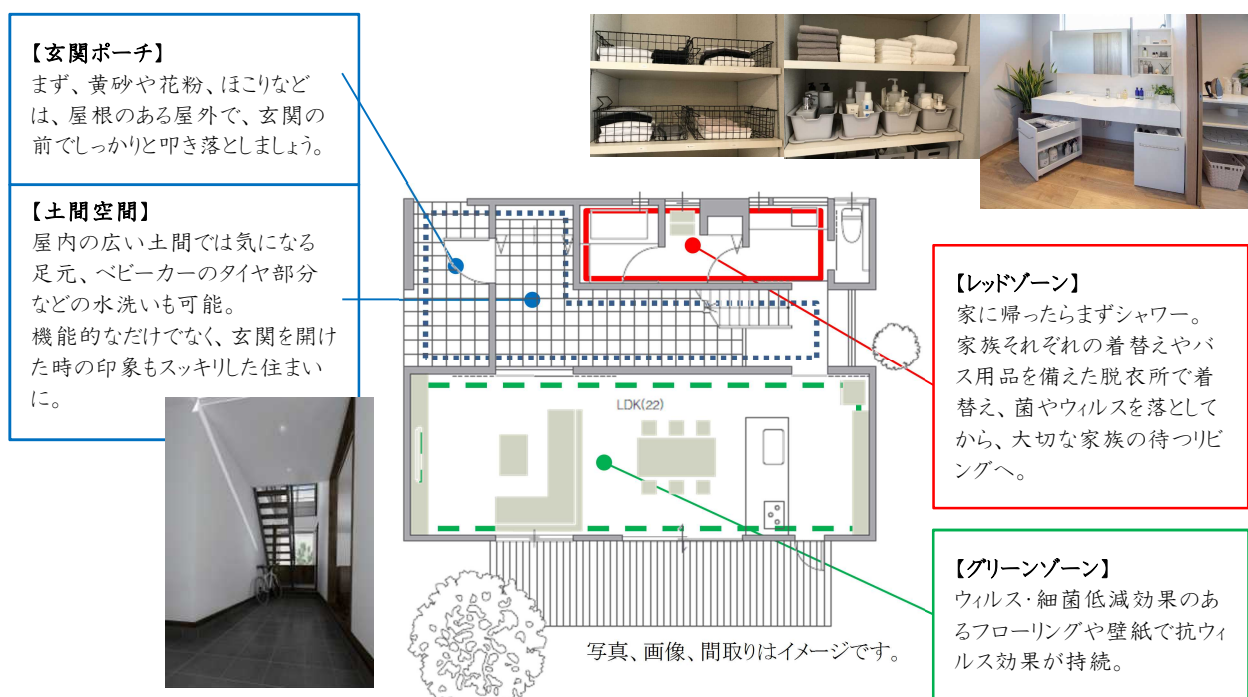 【玄関ポーチ】
まず、黄砂や花粉、ほこりなど
は、屋根のある屋外で、玄関の
前でしっかりと叩き落としましょう。
【土間空間】
屋内の広い土間では気になる
足元、ベビーカーのタイヤ部分
などの水洗いも可能。
機能的なだけでなく、玄関を開け
た時の印象もスッキリした住まい
に。
LDK(22)
【レッドゾーン】
家に帰ったらまずシャワー。
家族それぞれの着替えやバ
ス用品を備えた脱衣所で着
替え、菌やウィルスを落として
から、大切な家族の待つリビ
ングへ。
【グリーンゾーン】
ウィルス・細菌低減効果のあ
るフローリングや壁紙で抗ウィ
ルス効果が持続。
写真、画像、間取りはイメージです。